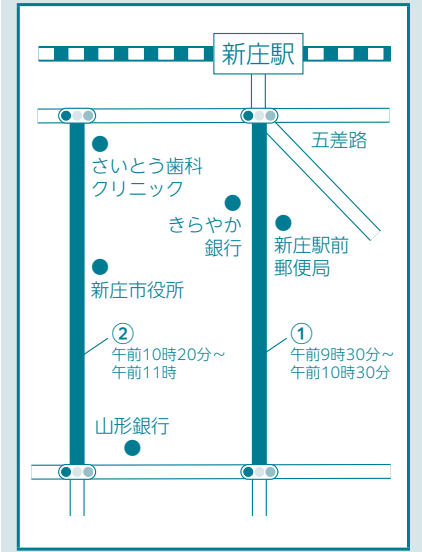 新庄駅
五差路
さいとう歯科
クリニック
きらやか
銀行
新庄駅前
郵便局
新庄市役所
②
午前10時20分~
午前11時
①
午前9時30分~
午前10時30分
山形銀行